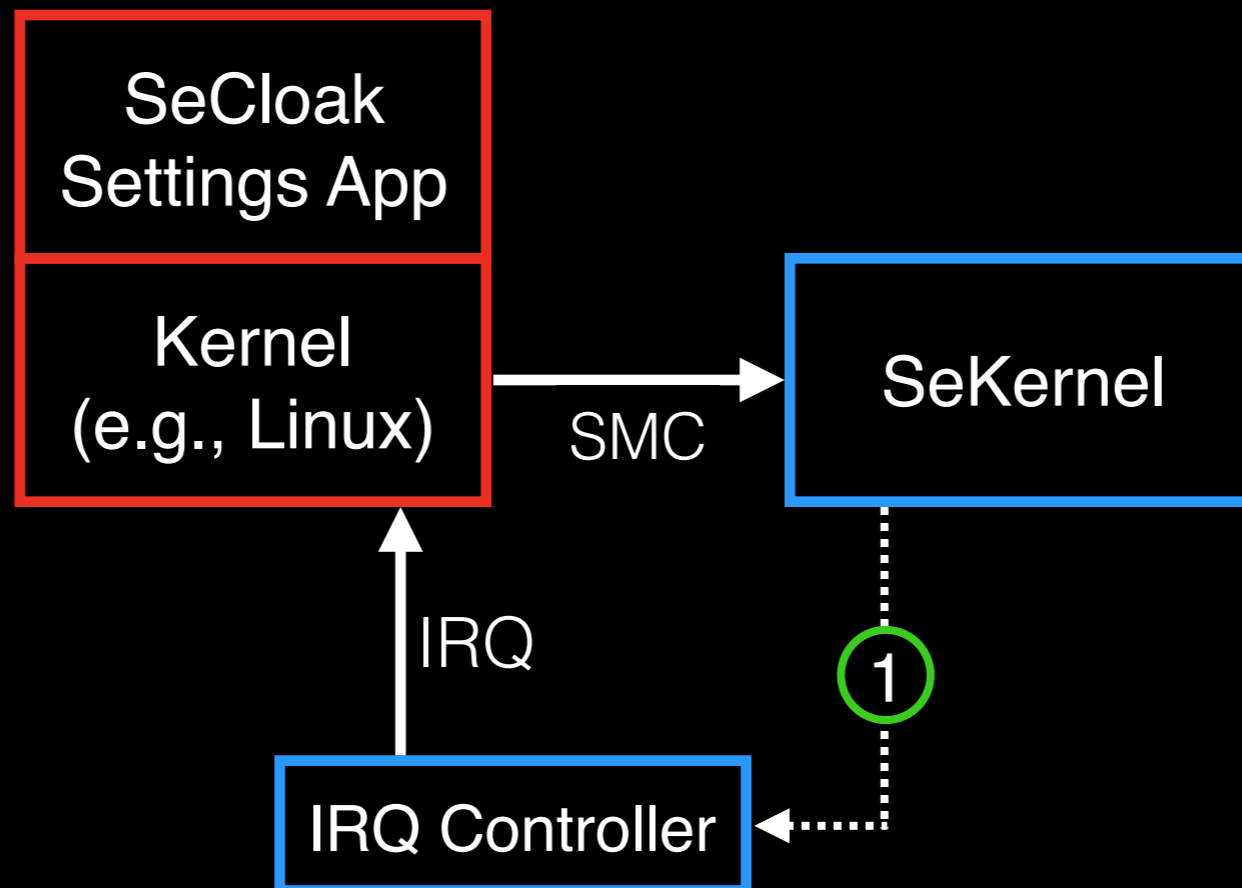 SeCloak
Settings App
Kernel
(e.g., Linux)
SMC
SeKernel
IRQ
1
IRQ Controller